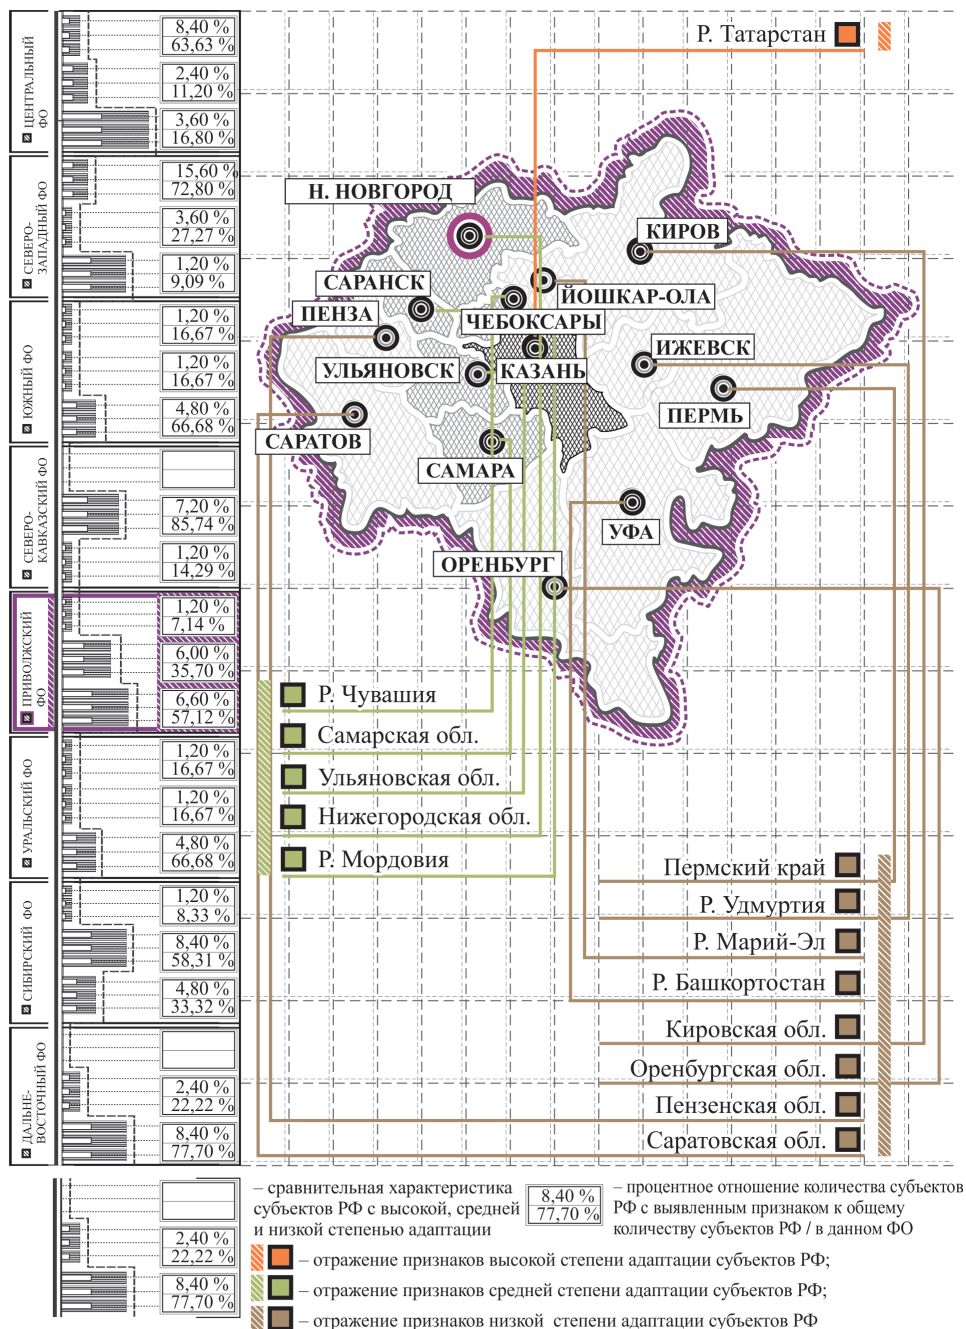 ЦЕНТРАЛЬНЫЙ
ФО
8,40 %
63,63 %
2,40 %
11,20 %
3,60 %
16,80 %
СЕВЕРО-
ЗАПАДНЫЙ ФО
15,60 %
72,80 %
3,60 %
27,27 %
1,20 %
9,09 %
ЮЖНЫЙ ФО
1,20 %
16,67 %
1,20 %
16,67 %
4,80 %
66,68 %
СЕВЕРО-
КАВКАЗСКИЙ ФО
7,20 %
85,74 %
1,20 %
14,29 %
ПРИВОЛЖСКИЙ
ФО
1,20 %
7,14 %
6,00 %
35,70 %
6,60 %
57,12 %
УРАЛЬСКИЙ ФО
1,20 %
16,67 %
1,20 %
16,67 %
4,80 %
66,68 %
СИБИРСКИЙ ФО
1,20 %
8,33 %
8,40 %
58,31 %
4,80 %
33,32 %
ДАЛЬНЕ-
ВОСТОЧНЫЙ ФО
2,40 %
22,22 %
8,40 %
77,70 %
2,40 %
22,22 %
8,40 %
77,70 %
Р. Татарстан
Н. НОВГОРОД
КИРОВ
САРАНСК
ЙОШКАР-ОЛА
ПЕНЗА
ЧЕБОКСАРЫ
ИЖЕВСК
УЛЬЯНОВСК
КАЗАНЬ
ПЕРМЬ
САРАТОВ
САМАРА
УФА
ОРЕНБУРГ
Р. Чувашия
Самарская обл.
Ульяновская обл.
Нижегородская обл.
Р. Мордовия
Пермский край
Р. Удмуртия
Р. Марий-Эл
Р. Башкортостан
Кировская обл.
Оренбургская обл.
Пензенская обл.
Саратовская обл.
– сравнительная характеристика
субъектов РФ с высокой, средней
и низкой степенью адаптации
8,40 %
77,70 %
– процентное отношение количества субъектов
РФ с выявленным признаком к общему
количеству субъектов РФ / в данном ФО
– отражение признаков высокой степени адаптации субъектов РФ;
– отражение признаков средней степени адаптации субъектов РФ;
– отражение признаков низкой степени адаптации субъектов РФ